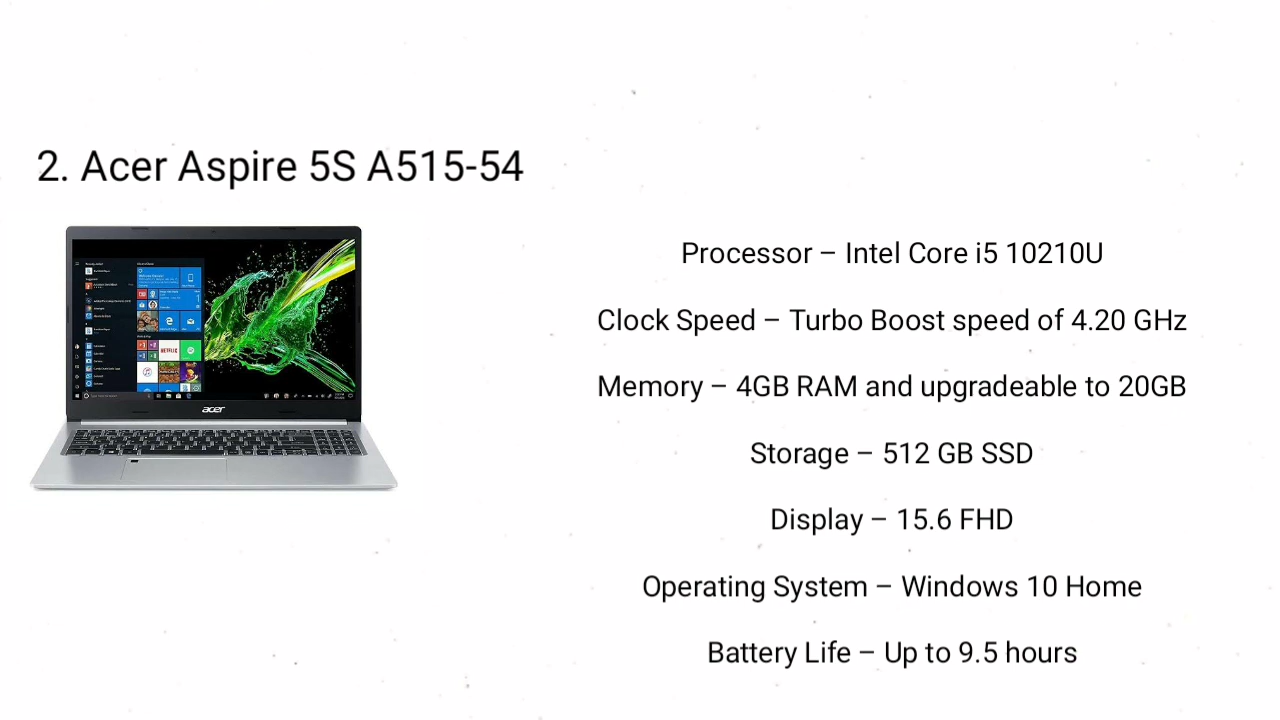 2. Acer Aspire 5S A515-54
acer
NETFLIX
Processor – Intel Core i5 10210U
Clock Speed – Turbo Boost speed of 4.20 GHz
Memory – 4GB RAM and upgradeable to 20GB
Storage – 512 GB SSD
Display – 15.6 FHD
Operating System – Windows 10 Home
Battery Life – Up to 9.5 hours